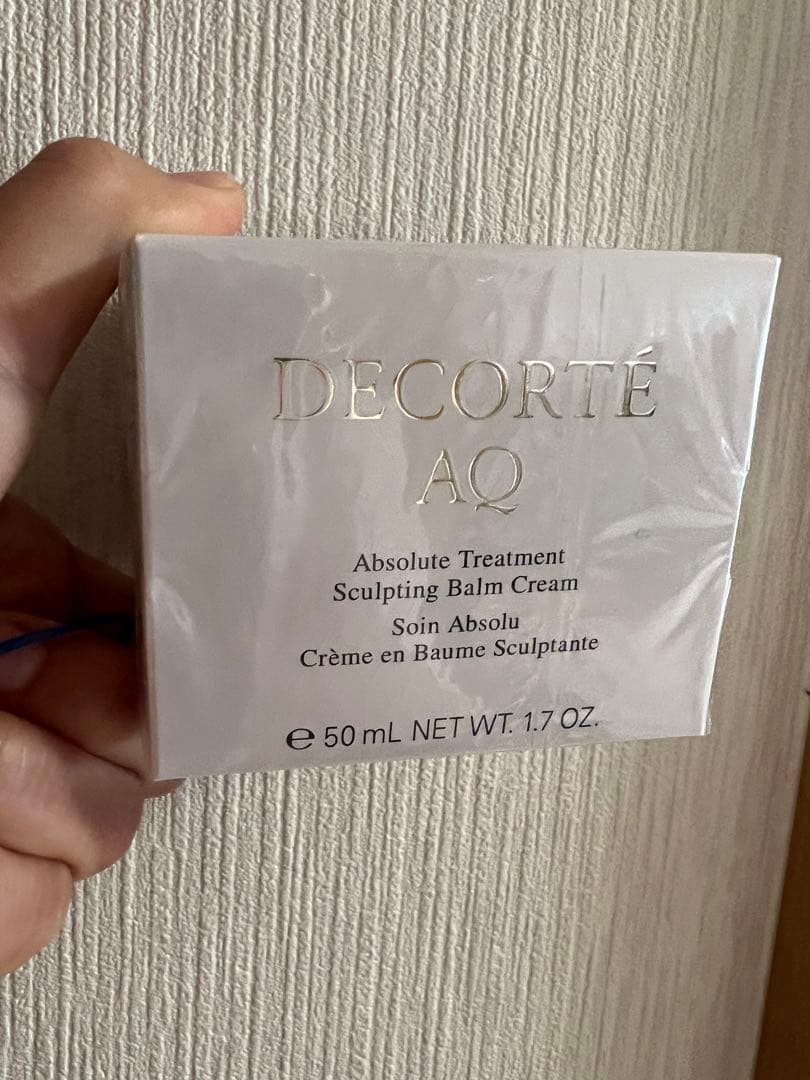 DECORTÉ
AQ
Absolute Treatment
Sculpting Balm Cream
Soin Absolu
Crème en Baume Sculptante
℮ 50 mL NET WT. 1.7 OZ.